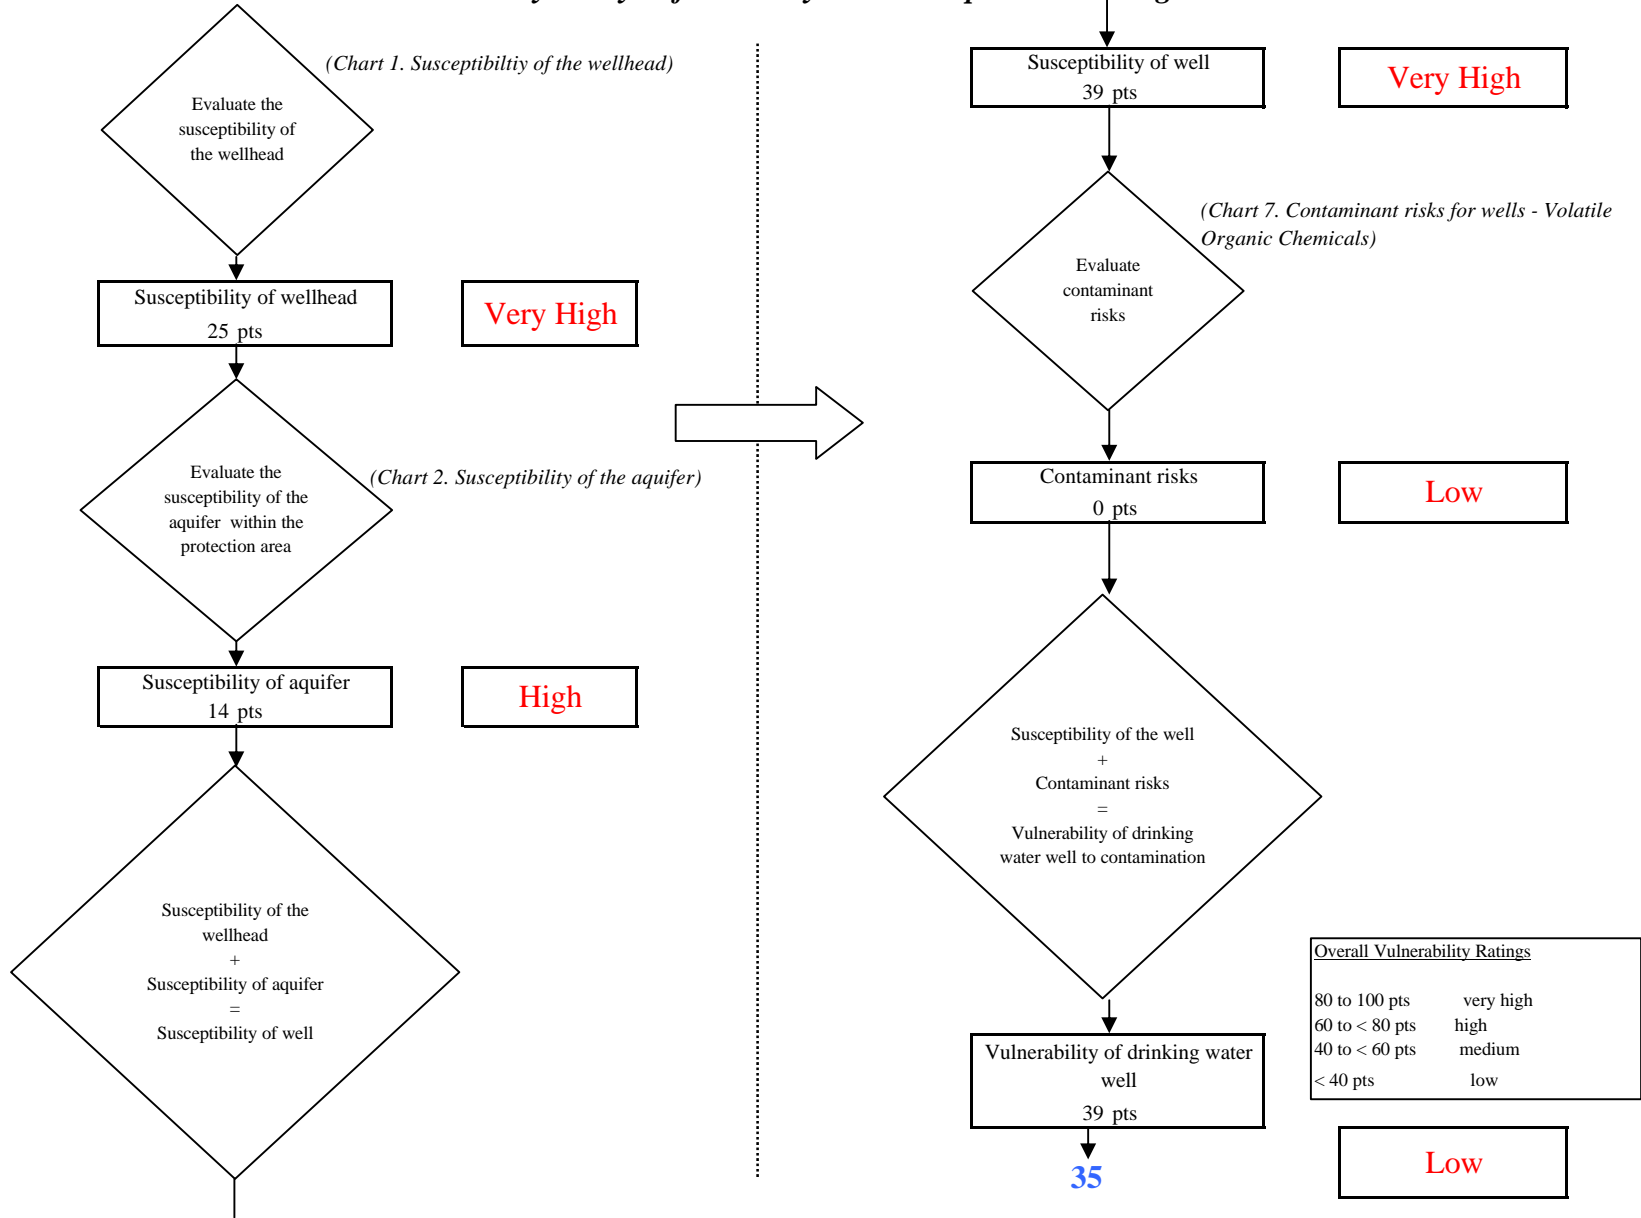 (Chart 1. Susceptibiltiy of the wellhead)
Evaluate the
susceptibility of
the wellhead
Susceptibility of wellhead
25 pts
Very High
Evaluate the
susceptibility of the
aquifer within the
protection area
(Chart 2. Susceptibility of the aquifer)
Susceptibility of aquifer
14 pts
High
Susceptibility of the
wellhead
+
Susceptibility of aquifer
=
Susceptibility of well
Susceptibility of well
39 pts
Very High
(Chart 7. Contaminant risks for wells - Volatile
Organic Chemicals)
Evaluate
contaminant
risks
Contaminant risks
0 pts
Low
Susceptibility of the well
+
Contaminant risks
=
Vulnerability of drinking
water well to contamination
Overall Vulnerability Ratings
80 to 100 pts very high
60 to < 80 pts high
40 to < 60 pts medium
< 40 pts low
Vulnerability of drinking water
well
39 pts
35
Low